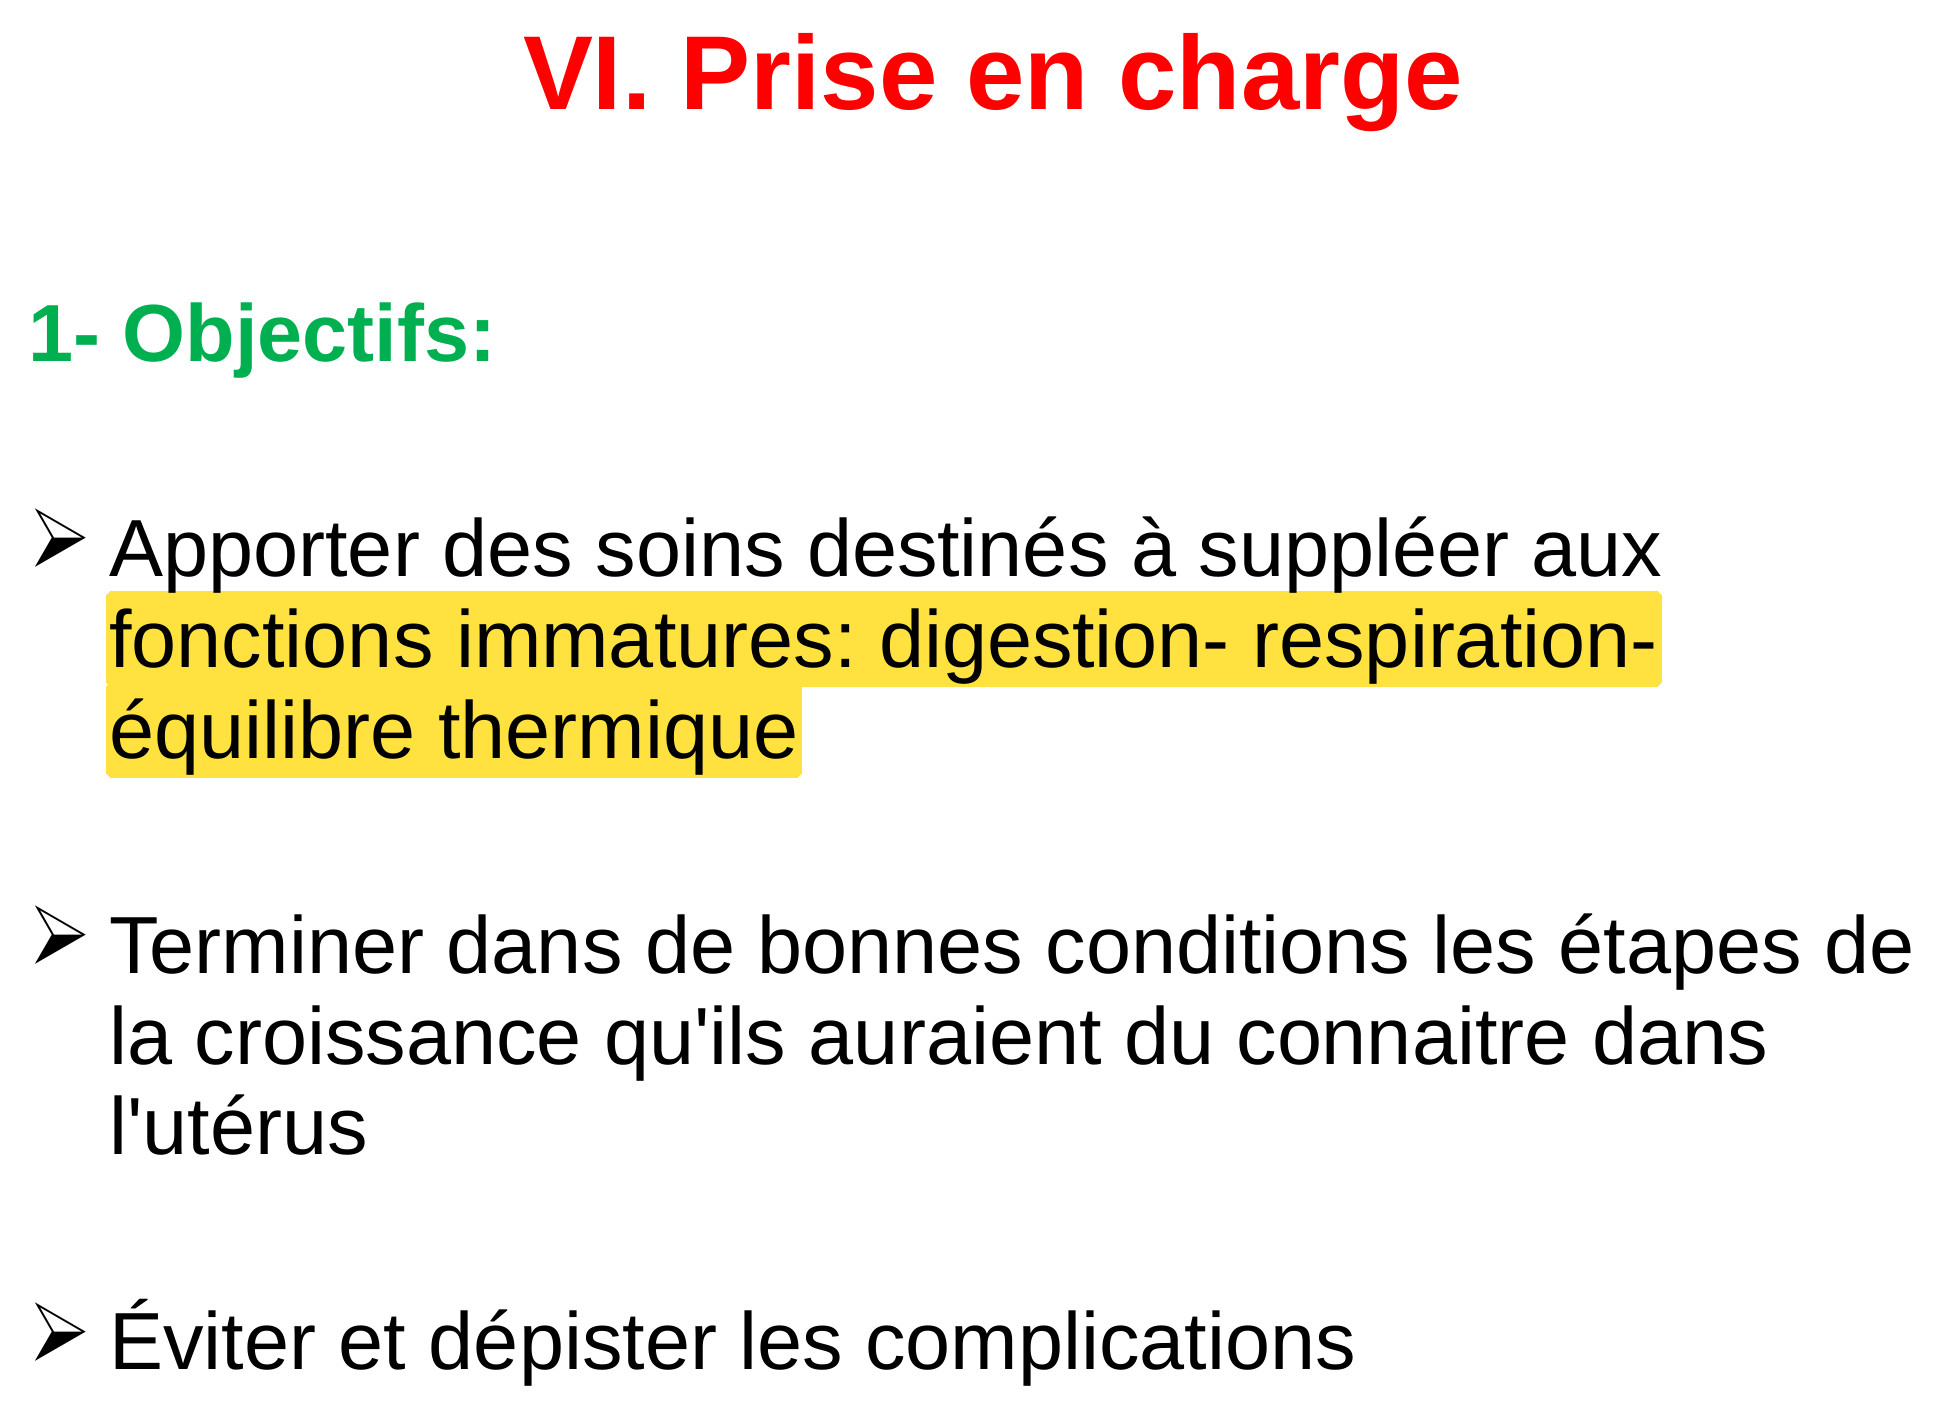 VI. Prise en charge
1- Objectifs:
➢ Apporter des soins destinés à suppléer aux
fonctions immatures: digestion- respiration-
équilibre thermique
➢ Terminer dans de bonnes conditions les étapes de
la croissance qu'ils auraient du connaitre dans
l'utérus
➢ Éviter et dépister les complications